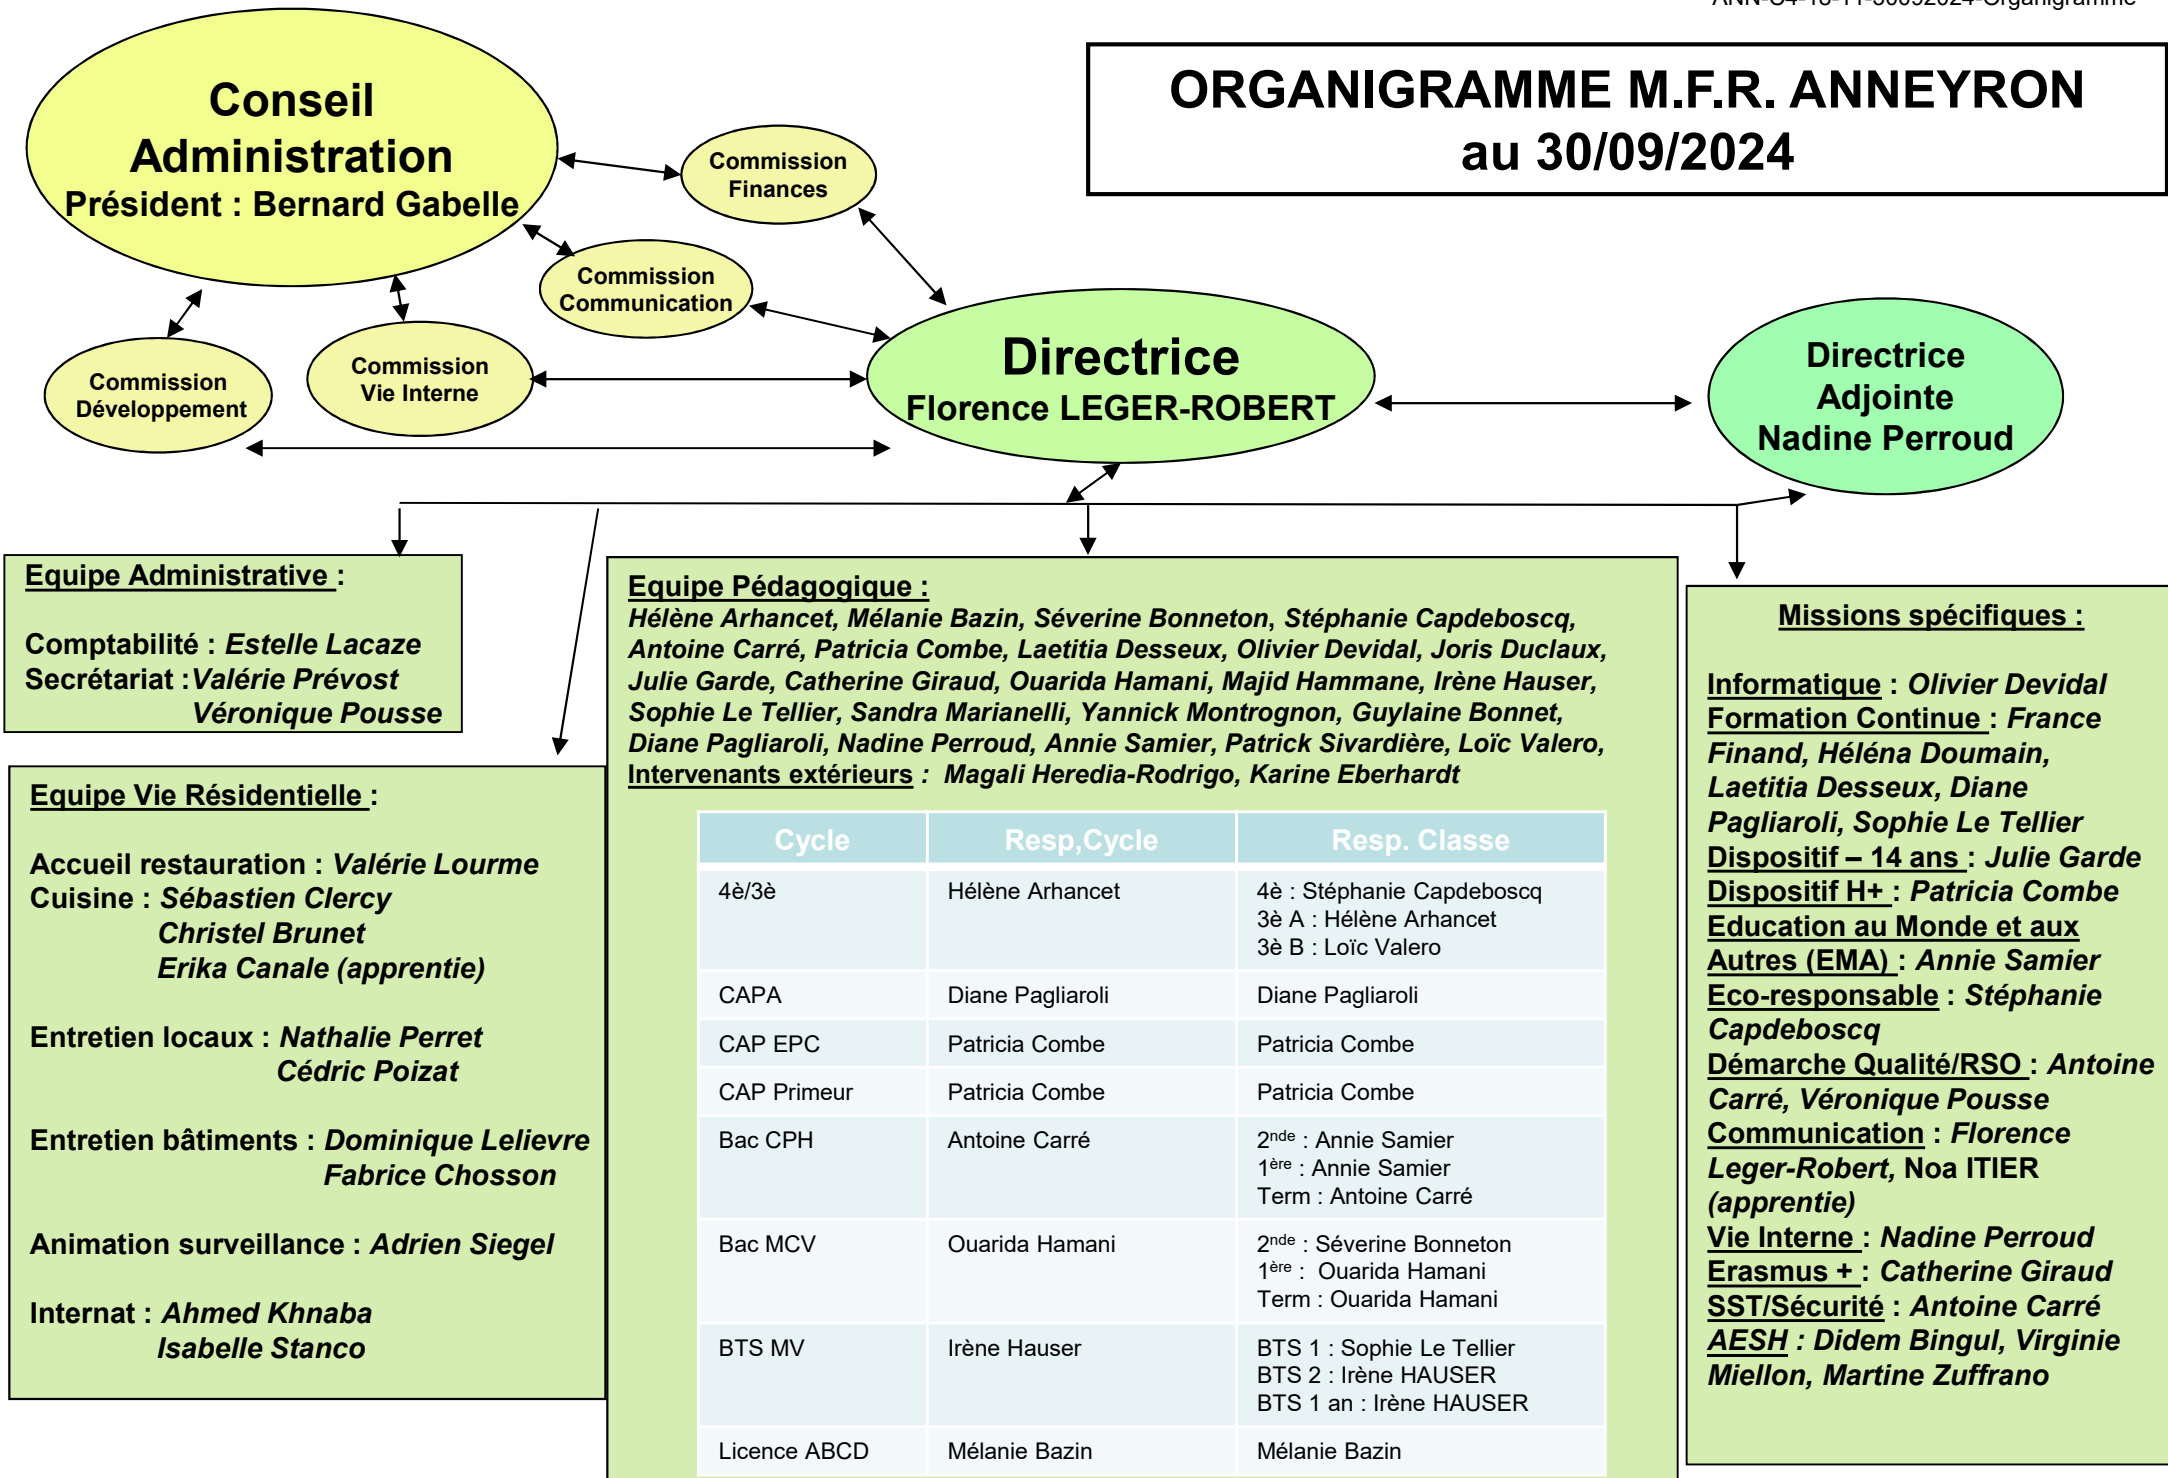 ANN-S4-18-11-30092024-Organigramme
ORGANIGRAMME M.F.R. ANNEYRON
au 30/09/2024
Conseil
Administration
Président : Bernard Gabelle
Commission
Finances
Commission
Communication
Commission
Vie Interne
Commission
Développement
Directrice
Florence LEGER-ROBERT
Directrice
Adjointe
Nadine Perroud
Equipe Administrative :
Comptabilité : Estelle Lacaze
Secrétariat :Valérie Prévost
Véronique Pousse
Equipe Vie Résidentielle :
Accueil restauration : Valérie Lourme
Cuisine : Sébastien Clercy
Christel Brunet
Erika Canale (apprentie)
Entretien locaux : Nathalie Perret
Cédric Poizat
Entretien bâtiments : Dominique Lelievre
Fabrice Chosson
Animation surveillance : Adrien Siegel
Internat : Ahmed Khnaba
Isabelle Stanco
Equipe Pédagogique :
Hélène Arhancet, Mélanie Bazin, Séverine Bonneton, Stéphanie Capdeboscq,
Antoine Carré, Patricia Combe, Laetitia Desseux, Olivier Devidal, Joris Duclaux,
Julie Garde, Catherine Giraud, Ouarida Hamani, Majid Hammane, Irène Hauser,
Sophie Le Tellier, Sandra Marianelli, Yannick Montrognon, Guylaine Bonnet,
Diane Pagliaroli, Nadine Perroud, Annie Samier, Patrick Sivardière, Loïc Valero,
Intervenants extérieurs : Magali Heredia-Rodrigo, Karine Eberhardt
Cycle Resp,Cycle Resp. Classe
4è/3è Hélène Arhancet 4è : Stéphanie Capdeboscq
3è A : Hélène Arhancet
3è B : Loïc Valero
CAPA Diane Pagliaroli Diane Pagliaroli
CAP EPC Patricia Combe Patricia Combe
CAP Primeur Patricia Combe Patricia Combe
Bac CPH Antoine Carré 2nde : Annie Samier
1ère : Annie Samier
Term : Antoine Carré
Bac MCV Ouarida Hamani 2nde : Séverine Bonneton
1ère : Ouarida Hamani
Term : Ouarida Hamani
BTS MV Irène Hauser BTS 1 : Sophie Le Tellier
BTS 2 : Irène HAUSER
BTS 1 an : Irène HAUSER
Licence ABCD Mélanie Bazin Mélanie Bazin
Missions spécifiques :
Informatique : Olivier Devidal
Formation Continue : France
Finand, Héléna Doumain,
Laetitia Desseux, Diane
Pagliaroli, Sophie Le Tellier
Dispositif – 14 ans : Julie Garde
Dispositif H+ : Patricia Combe
Education au Monde et aux
Autres (EMA) : Annie Samier
Eco-responsable : Stéphanie
Capdeboscq
Démarche Qualité/RSO : Antoine
Carré, Véronique Pousse
Communication : Florence
Leger-Robert, Noa ITIER
(apprentie)
Vie Interne : Nadine Perroud
Erasmus + : Catherine Giraud
SST/Sécurité : Antoine Carré
AESH : Didem Bingul, Virginie
Miellon, Martine Zuffrano